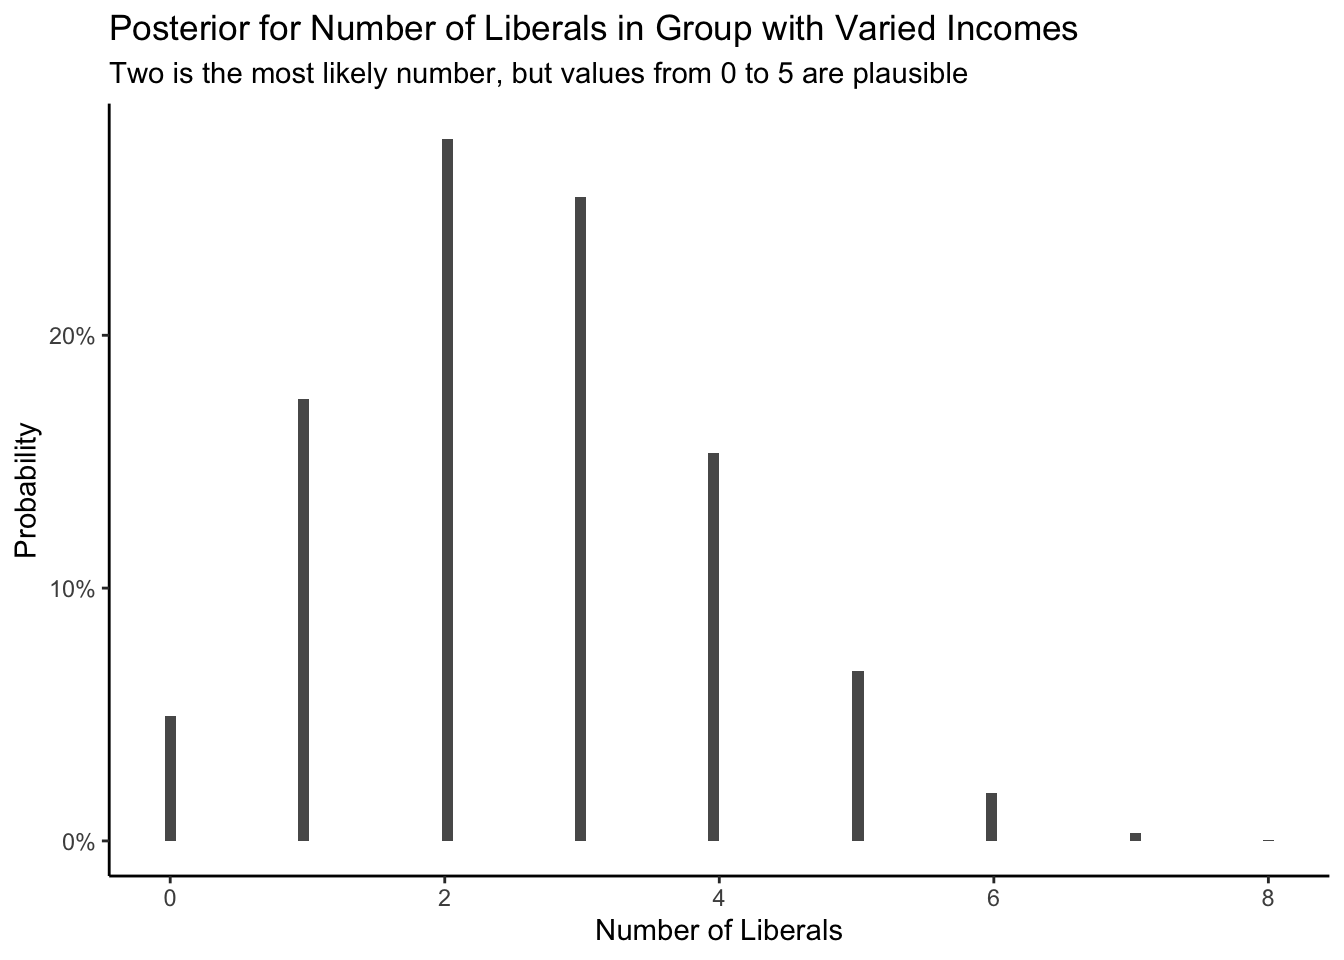 Posterior for Number of Liberals in Group with Varied Incomes
Two is the most likely number, but values from 0 to 5 are plausible
20%
10%
0%
Probability
0 2 4 6 8
Number of Liberals